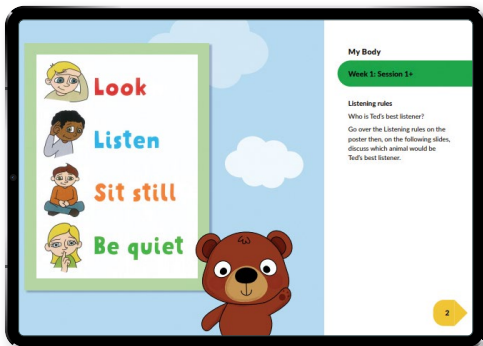 Look
Listen
Sit still
Be quiet
My Body
Week 1: Session 1+
Listening rules
Who is Ted's best listener?
Go over the Listening rules on the
poster then, on the following slides,
discuss which animal would be
Ted's best listener.
2